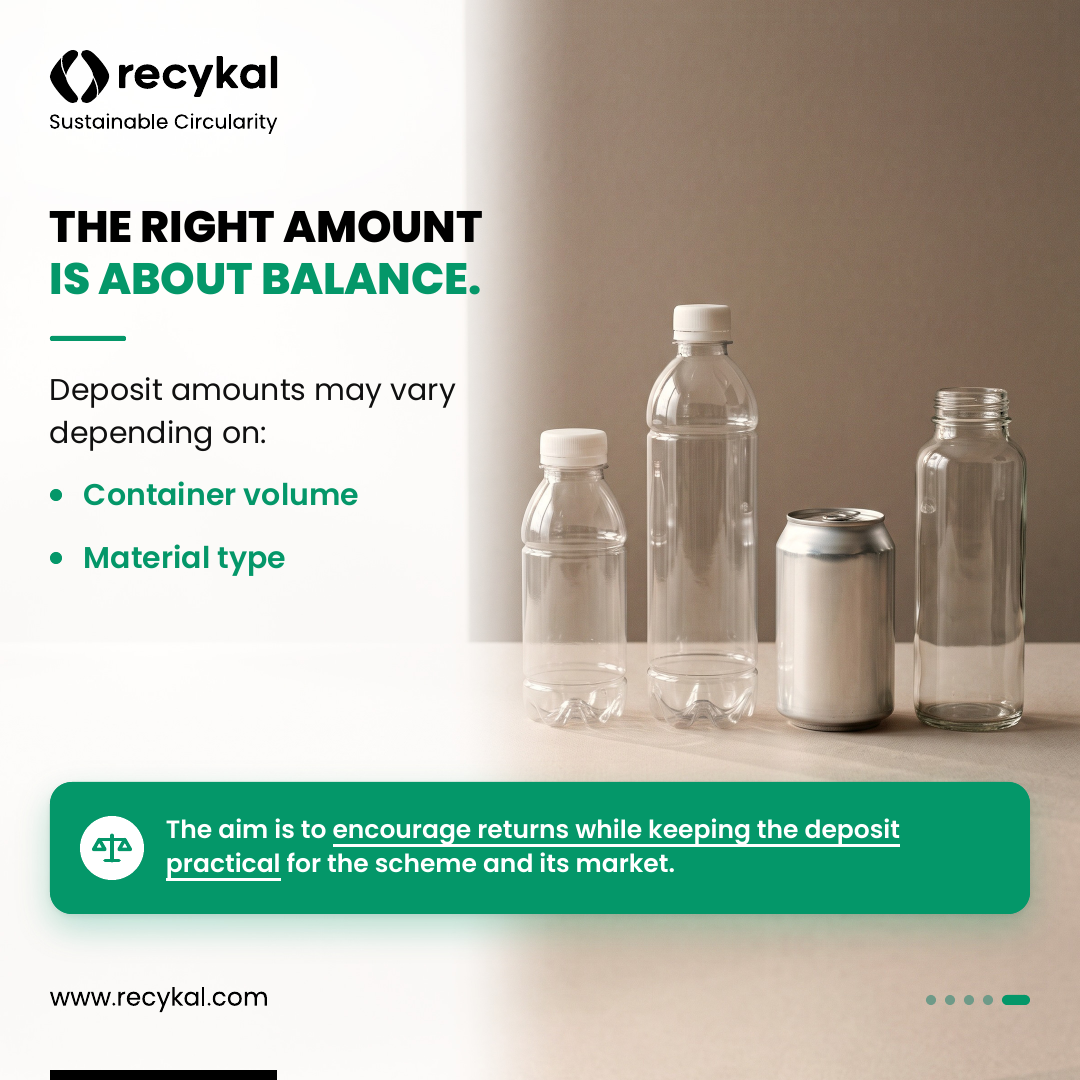 recykal
Sustainable Circularity
THE RIGHT AMOUNT
IS ABOUT BALANCE.
Deposit amounts may vary
depending on:
• Container volume
• Material type
The aim is to encourage returns while keeping the deposit
practical for the scheme and its market.
www.recykal.com